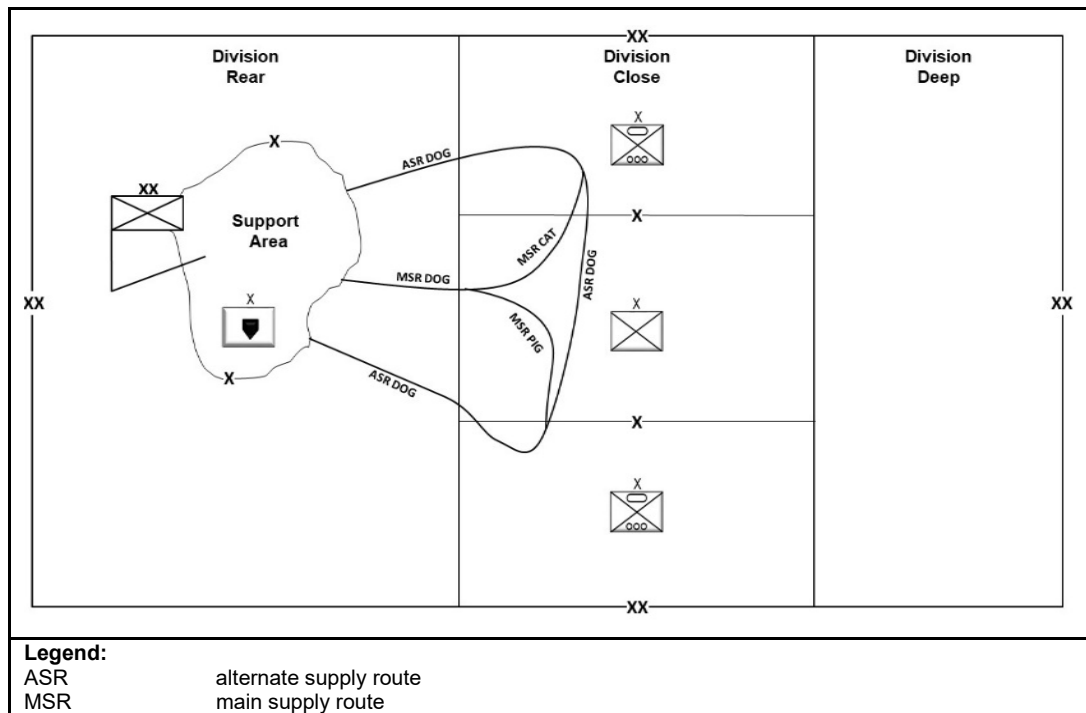 XX
Division
Rear
Division
Close
Division
Deep
X
X
ASR DOG
XX
X
Support
Area
MSR CAT
MSR DOG
ASR DOG
XX
X
X
XX
MSR PIG
ASR DOG
X
X
X
XX
Legend:
ASR alternate supply route
MSR main supply route